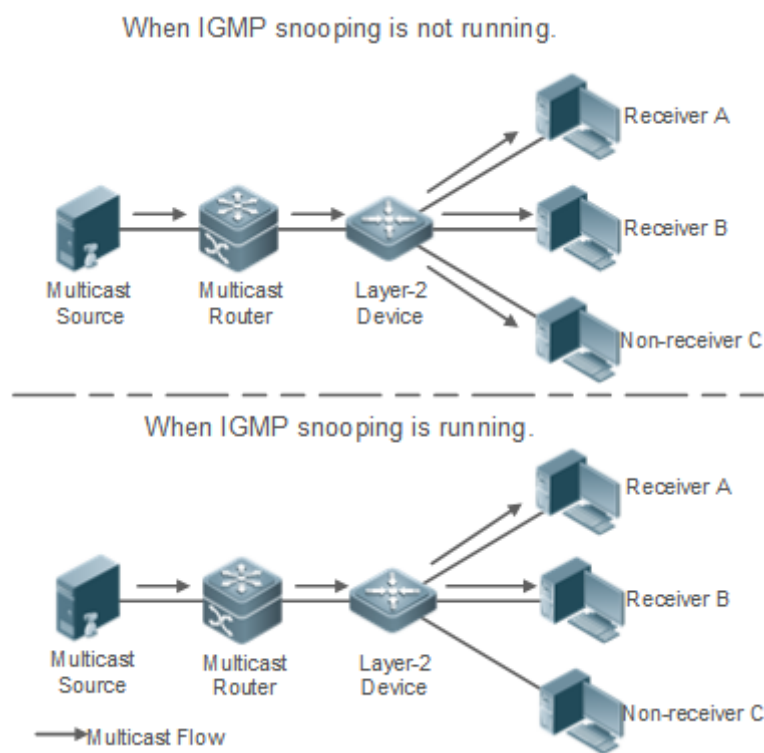 When IGMP snooping is not running.
Receiver A
Receiver B
Multicast
Source
Multicast
Router
Layer-2
Device
Non-receiver C
When IGMP snooping is running.
Receiver A
Receiver B
Multicast
Source
Multicast
Router
Layer-2
Device
Non-receiver C
Multicast Flow